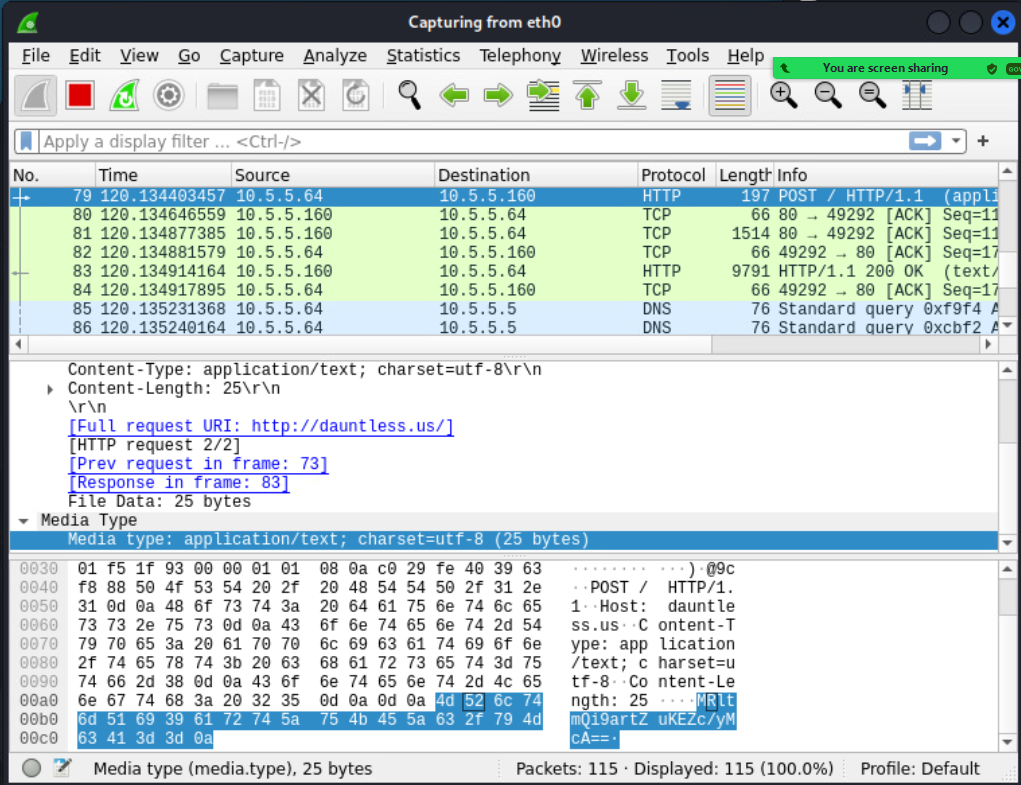 Capturing from eth0
File Edit View Go Capture Analyze Statistics Telephony Wireless Tools Help
You are screen sharing
Apply a display filter ... <Ctrl-/>
No. Time Source Destination Protocol Length Info
79 120.134403457 10.5.5.64 10.5.5.160 HTTP 197 POST / HTTP/1.1 (appli
80 120.134646559 10.5.5.160 10.5.5.64 TCP 66 80 → 49292 [ACK] Seq=11
81 120.134877385 10.5.5.160 10.5.5.64 TCP 1514 80 → 49292 [ACK] Seq=11
82 120.134881579 10.5.5.64 10.5.5.160 TCP 66 49292 → 80 [ACK] Seq=17
83 120.134914164 10.5.5.160 10.5.5.64 HTTP 9791 HTTP/1.1 200 OK (text/
84 120.134917895 10.5.5.64 10.5.5.160 TCP 66 49292 → 80 [ACK] Seq=17
85 120.135231368 10.5.5.64 10.5.5.5 DNS 76 Standard query 0xf9f4 A
86 120.135240164 10.5.5.64 10.5.5.5 DNS 76 Standard query 0xcbf2 A
Content-Type: application/text; charset=utf-8\r\n
Content-Length: 25\r\n
\r\n
[Full request URI: http://dauntless.us/]
[HTTP request 2/2]
[Prev request in frame: 73]
[Response in frame: 83]
File Data: 25 bytes
Media Type
Media type: application/text; charset=utf-8 (25 bytes)
0030 01 f5 1f 93 00 00 01 01 08 0a c0 29 fe 40 39 63 ········ ···)·@9c
0040 f8 88 50 4f 53 54 20 2f 20 48 54 54 50 2f 31 2e ··POST / HTTP/1.
0050 31 0d 0a 48 6f 73 74 3a 20 64 61 75 6e 74 6c 65 1··Host: dauntle
0060 73 73 2e 75 73 0d 0a 43 6f 6e 74 65 6e 74 2d 54 ss.us··C ontent-T
0070 79 70 65 3a 20 61 70 70 6c 69 63 61 74 69 6f 6e ype: app lication
0080 2f 74 65 78 74 3b 20 63 68 61 72 73 65 74 3d 75 /text; c harset=u
0090 74 66 2d 38 0d 0a 43 6f 6e 74 65 6e 74 2d 4c 65 tf-8··Co ntent-Le
00a0 6e 67 74 68 3a 20 32 35 0d 0a 0d 0a 4d 52 6c 74 ngth: 25 ····MRlt
00b0 6d 51 69 39 61 72 74 5a 75 4b 45 5a 63 2f 79 4d mQi9artZ uKEZc/yM
00c0 63 41 3d 3d 0a cA==·
Media type (media.type), 25 bytes Packets: 115 · Displayed: 115 (100.0%) Profile: Default